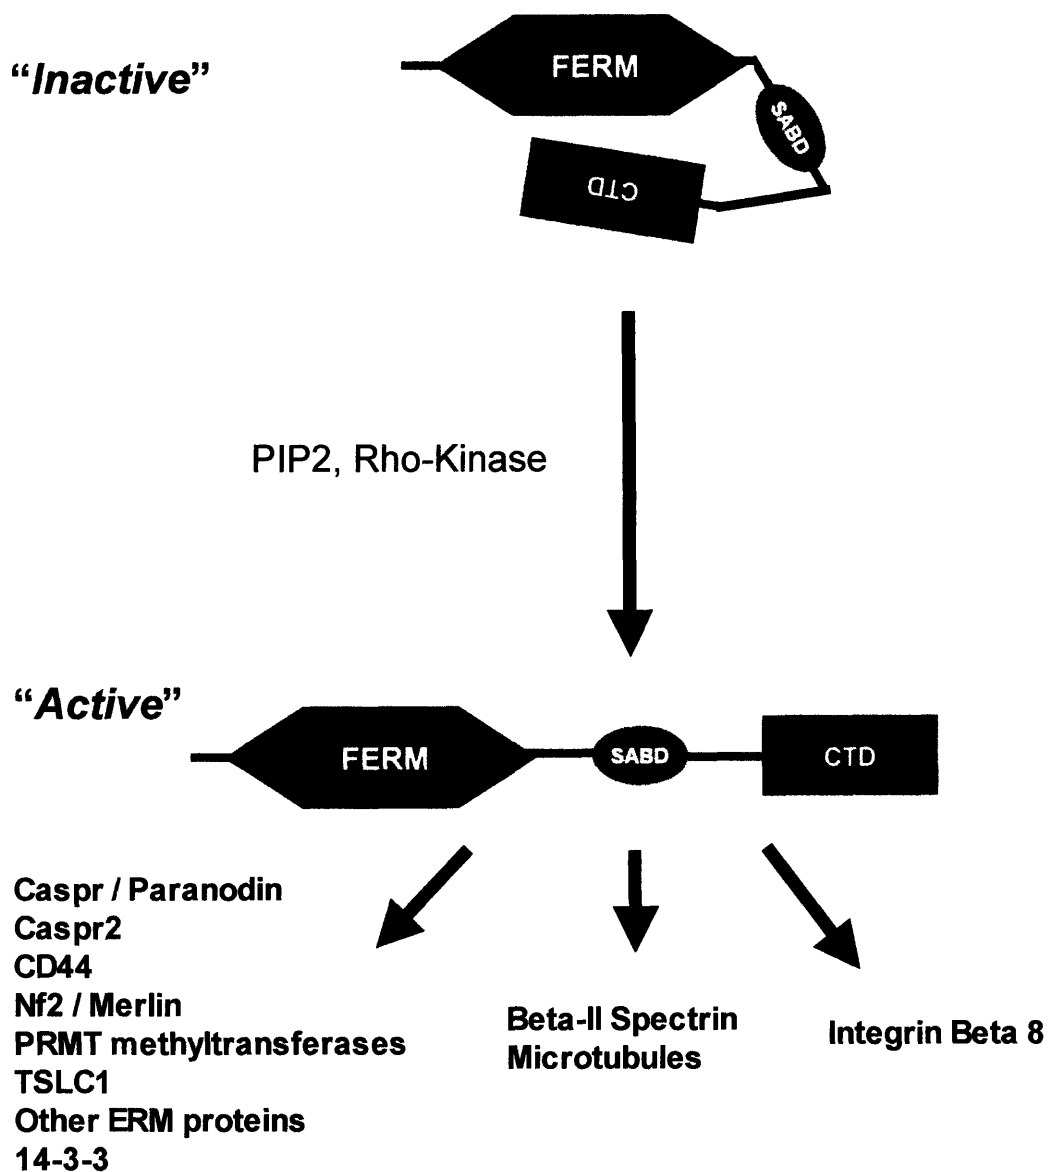 "Inactive"
FERM
SABD
CTD
PIP2, Rho-Kinase
"Active"
FERM
SABD
CTD
Caspr / Paranodin
Caspr2
CD44
Nf2 / Merlin
PRMT methyltransferases
TSLC1
Other ERM proteins
14-3-3
Beta-II Spectrin
Microtubules
Integrin Beta 8